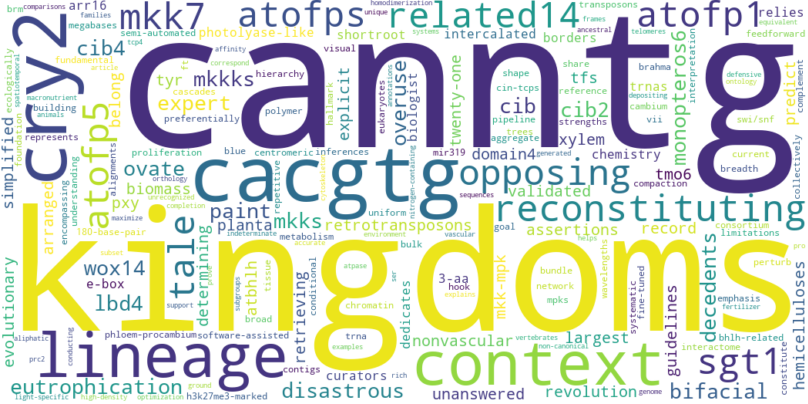 brm comparisons arr16 mkk7 atofps related14 atofp1 relies
families unique homodimerization transposons equivalent
megabases semi-automated photolyase-like shortroot intercalated frames ancestral feedforward
cib4 tcp4 affinity visual systems borders telomeres
simplified fundamental article tyr correspond hierarchy
ecologically spatiotemporal macronutrient animals building belong mkkks cascades ft explicit
cry2 canntg
foundation expert preferentially polymer hallmark eukaryotes overuse biologist annotations twenty-one cib cib2 tfs
shape cin-tcps share reference brahma cambium trnas monopteros6 interpretation predict defensive ontology depositing complement
represents atofp5 proliferation blue centromeric inferences pipeline trees aggregate strengths vii swi/snf current
alignments ovate repetitive orthology mir319 generated xylem domain4 chemistry breadth
encompassing understanding biomass metabolism cacgtg opposing validated tmo6 compaction collectively
arranged pxy unrecognized completion paint uniform nitrogen-containing sequences reconstituting
maximize planta mkks retrotransposons goal assertions record consortium limitations pro
160-base-pair indeterminate accurate environment vascular helps
kingdoms
evolutionary wox14 tale determining subset atbhlh tissue subgroups broad conditional bulk atpase chromatin ser 3-aa hook explains mkk-mpk bundle network mpks wavelengths fine-tuned systematic decedents perturb emphasis fertilizer
e-box lbd4 support trna examples dedicates vertebrates non-canonical guidelines interactome bhlh-related
phloem-procambium software-assisted retrieving nonvascular largest
aliphatic prc2 conducting lineage contigs curators rich context sgt1 constitute hemicelluloses
eutrophication ground disastrous unanswered revolution genome bifacial
light-specific high-density optimization h3k27me3-marked